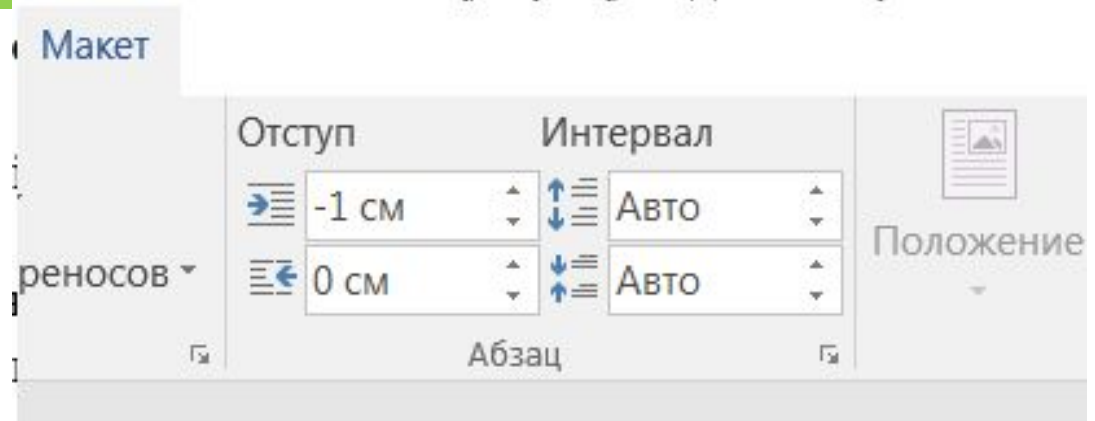 Макет
Отступ Интервал
-1 см Авто
Положение
реносов
0 см Авто
Абзац